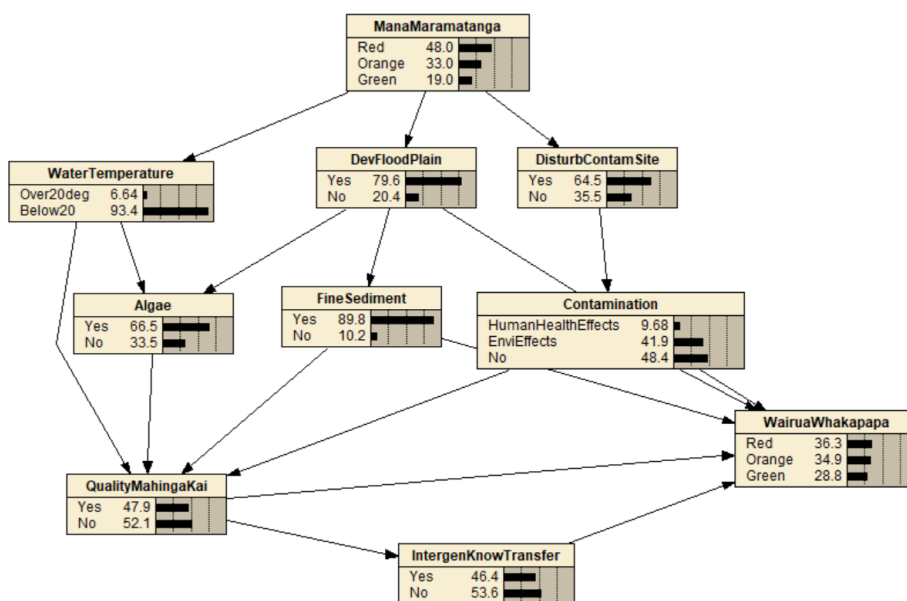 ManaMaramatanga
Red 48.0
Orange 33.0
Green 19.0
WaterTemperature
Over20deg 6.64
Below20 93.4
DevFloodPlain
Yes 79.6
No 20.4
DisturbContamSite
Yes 64.5
No 35.5
Algae
Yes 66.5
No 33.5
FineSediment
Yes 89.8
No 10.2
Contamination
HumanHealthEffects 9.68
EnviEffects 41.9
No 48.4
WairuaWhakapapa
Red 36.3
Orange 34.9
Green 28.8
QualityMahingaKai
Yes 47.9
No 52.1
IntergenKnowTransfer
Yes 46.4
No 53.6